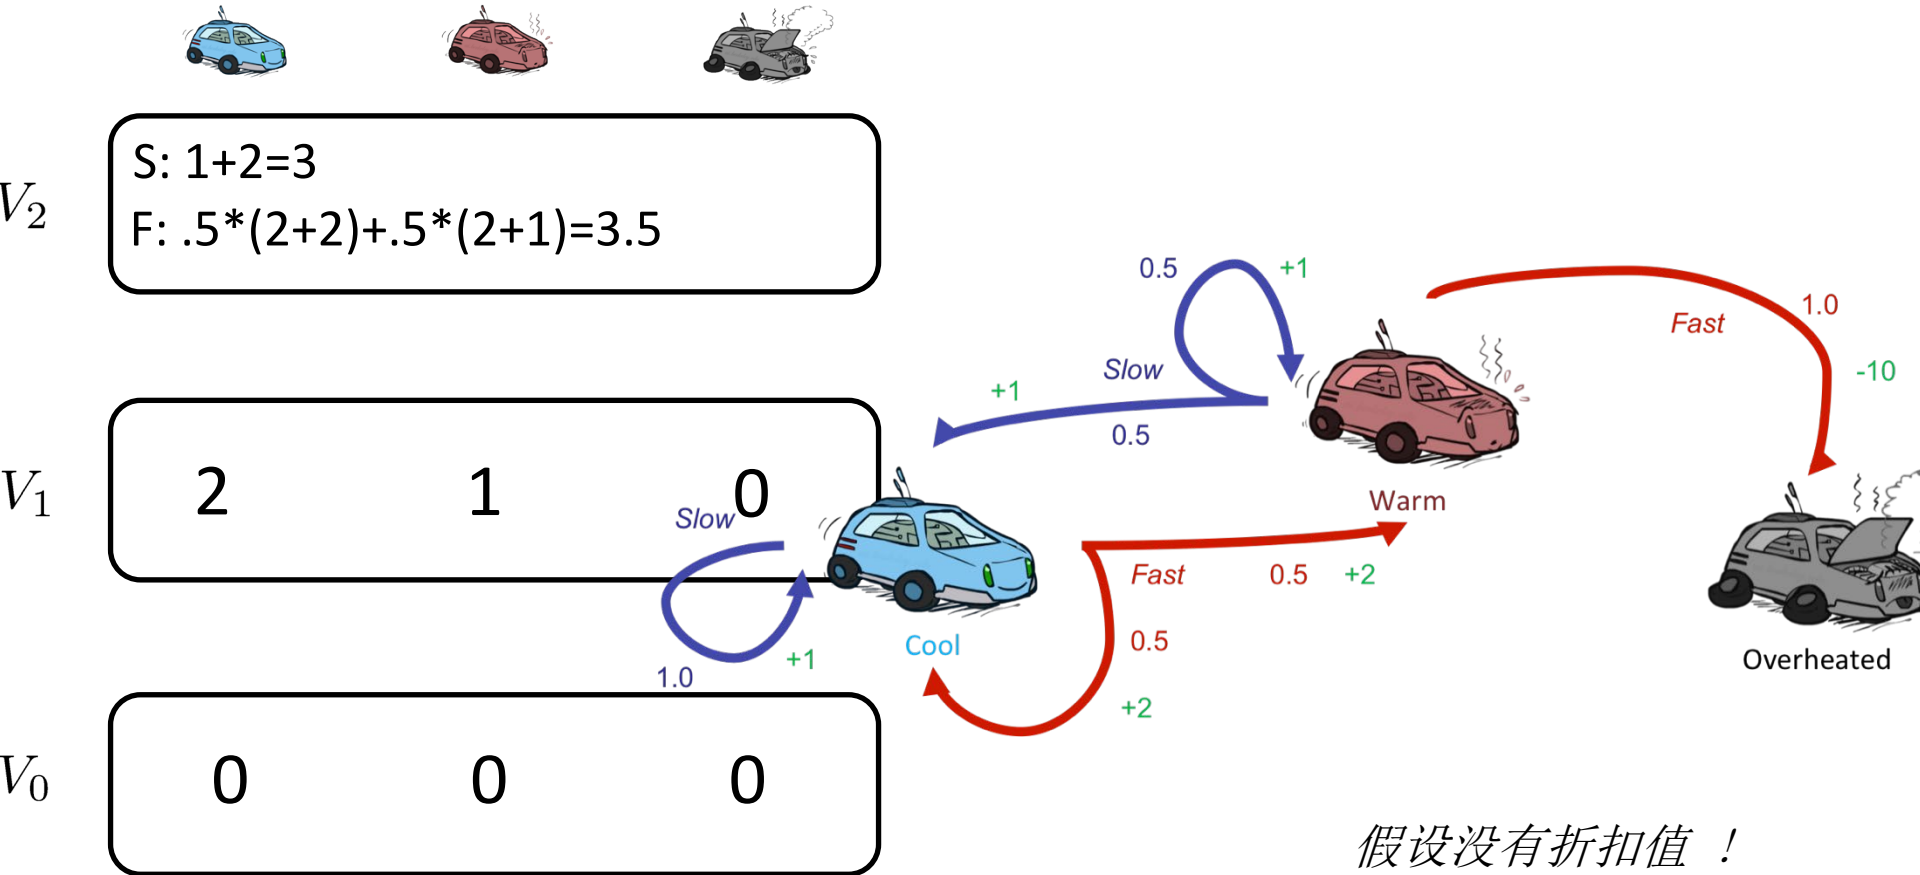 V₂
S: 1+2=3
F: .5*(2+2)+.5*(2+1)=3.5
0.5
+1
1.0
Fast
-10
Slow
+1
0.5
V₁
2 1 0
Warm
Slow
Fast
0.5
+2
0.5
Cool
+1
1.0
+2
Overheated
V₀
0 0 0
假设没有折扣值 ！